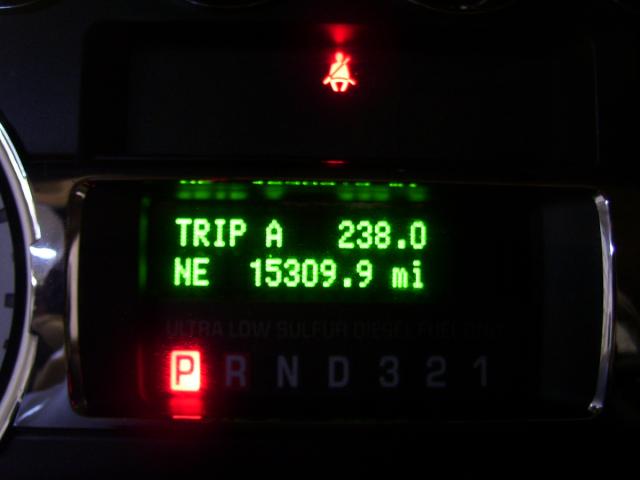 TRIP A 238.0
NE 15309.9 mi
ULTRA LOW SULFUR DIESEL FUEL ONLY
P R N D 3 2 1